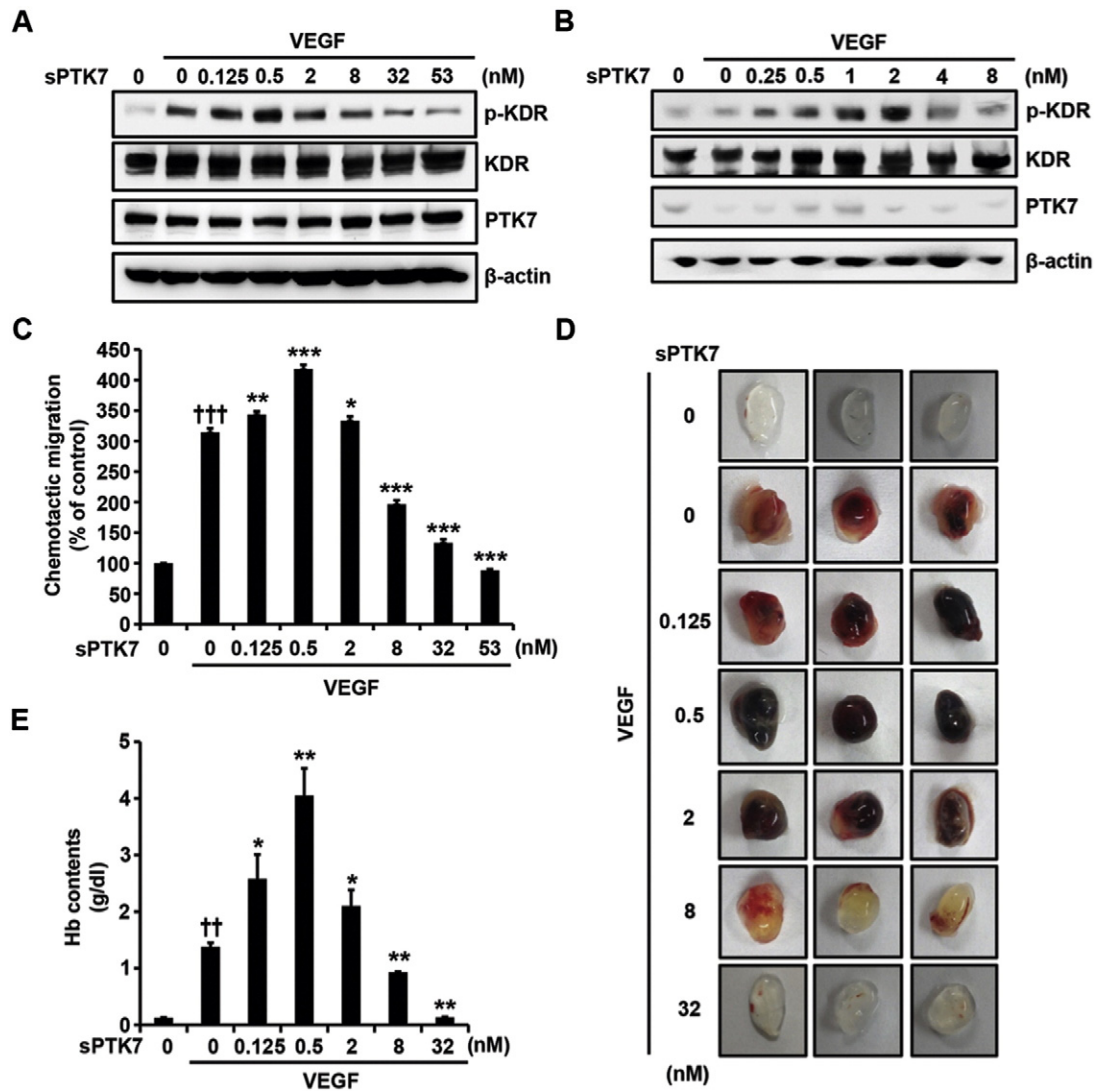 A
VEGF
sPTK7 0 0 0.125 0.5 2 8 32 53 (nM)
p-KDR
KDR
PTK7
β-actin
B
VEGF
sPTK7 0 0 0.25 0.5 1 2 4 8 (nM)
p-KDR
KDR
PTK7
β-actin
C
Chemotactic migration
(% of control)
450
400
350
300
250
200
150
100
50
0
††† ** *** * *** *** ***
sPTK7 0 0 0.125 0.5 2 8 32 53 (nM)
VEGF
D
sPTK7
0
0
0.125
0.5
2
8
32
(nM)
VEGF
E
Hb contents
(g/dl)
5
4
3
2
1
0
†† * ** * ** **
sPTK7 0 0 0.125 0.5 2 8 32 (nM)
VEGF